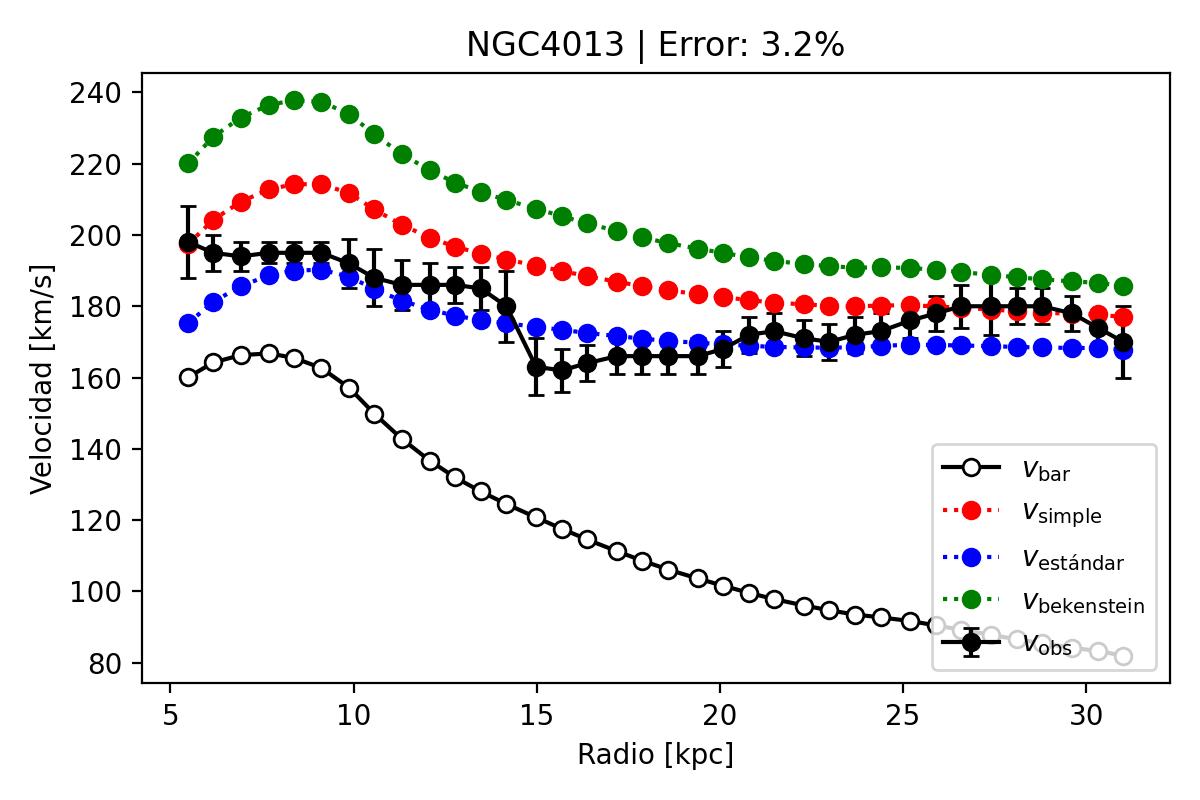 NGC4013 | Error: 3.2%
Velocidad [km/s]
240
220
200
180
160
140
120
100
80
5
10
15
20
25
30
Radio [kpc]
v_bar
v_simple
v_estándar
v_bekenstein
v_obs